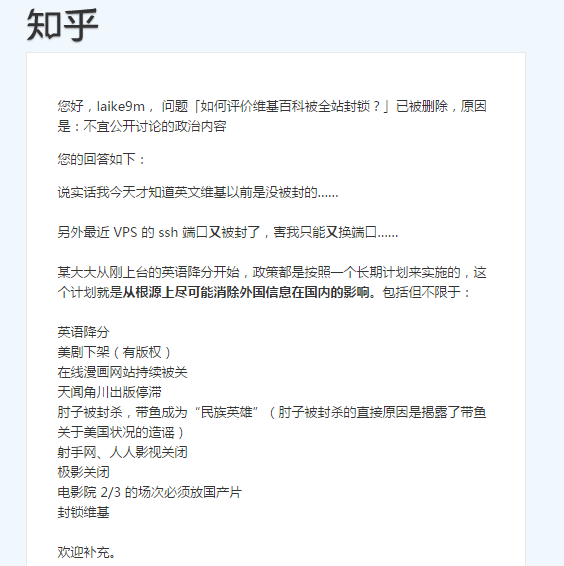 知乎
您好，laike9m， 问题「如何评价维基百科被全站封锁？」已被删除，原因
是：不宜公开讨论的政治内容
您的回答如下：
说实话我今天才知道英文维基以前是没被封的......
另外最近 VPS 的 ssh 端口又被封了，害我只能又换端口......
某大大从刚上台的英语降分开始，政策都是按照一个长期计划来实施的，这
个计划就是从根源上尽可能消除外国信息在国内的影响。包括但不限于：
英语降分
美剧下架（有版权）
在线漫画网站持续被关
天闻角川出版停滞
肘子被封杀，带鱼成为“民族英雄”（肘子被封杀的直接原因是揭露了带鱼
关于美国状况的造谣）
射手网、人人影视关闭
极影关闭
电影院 2/3 的场次必须放国产片
封锁维基
欢迎补充。